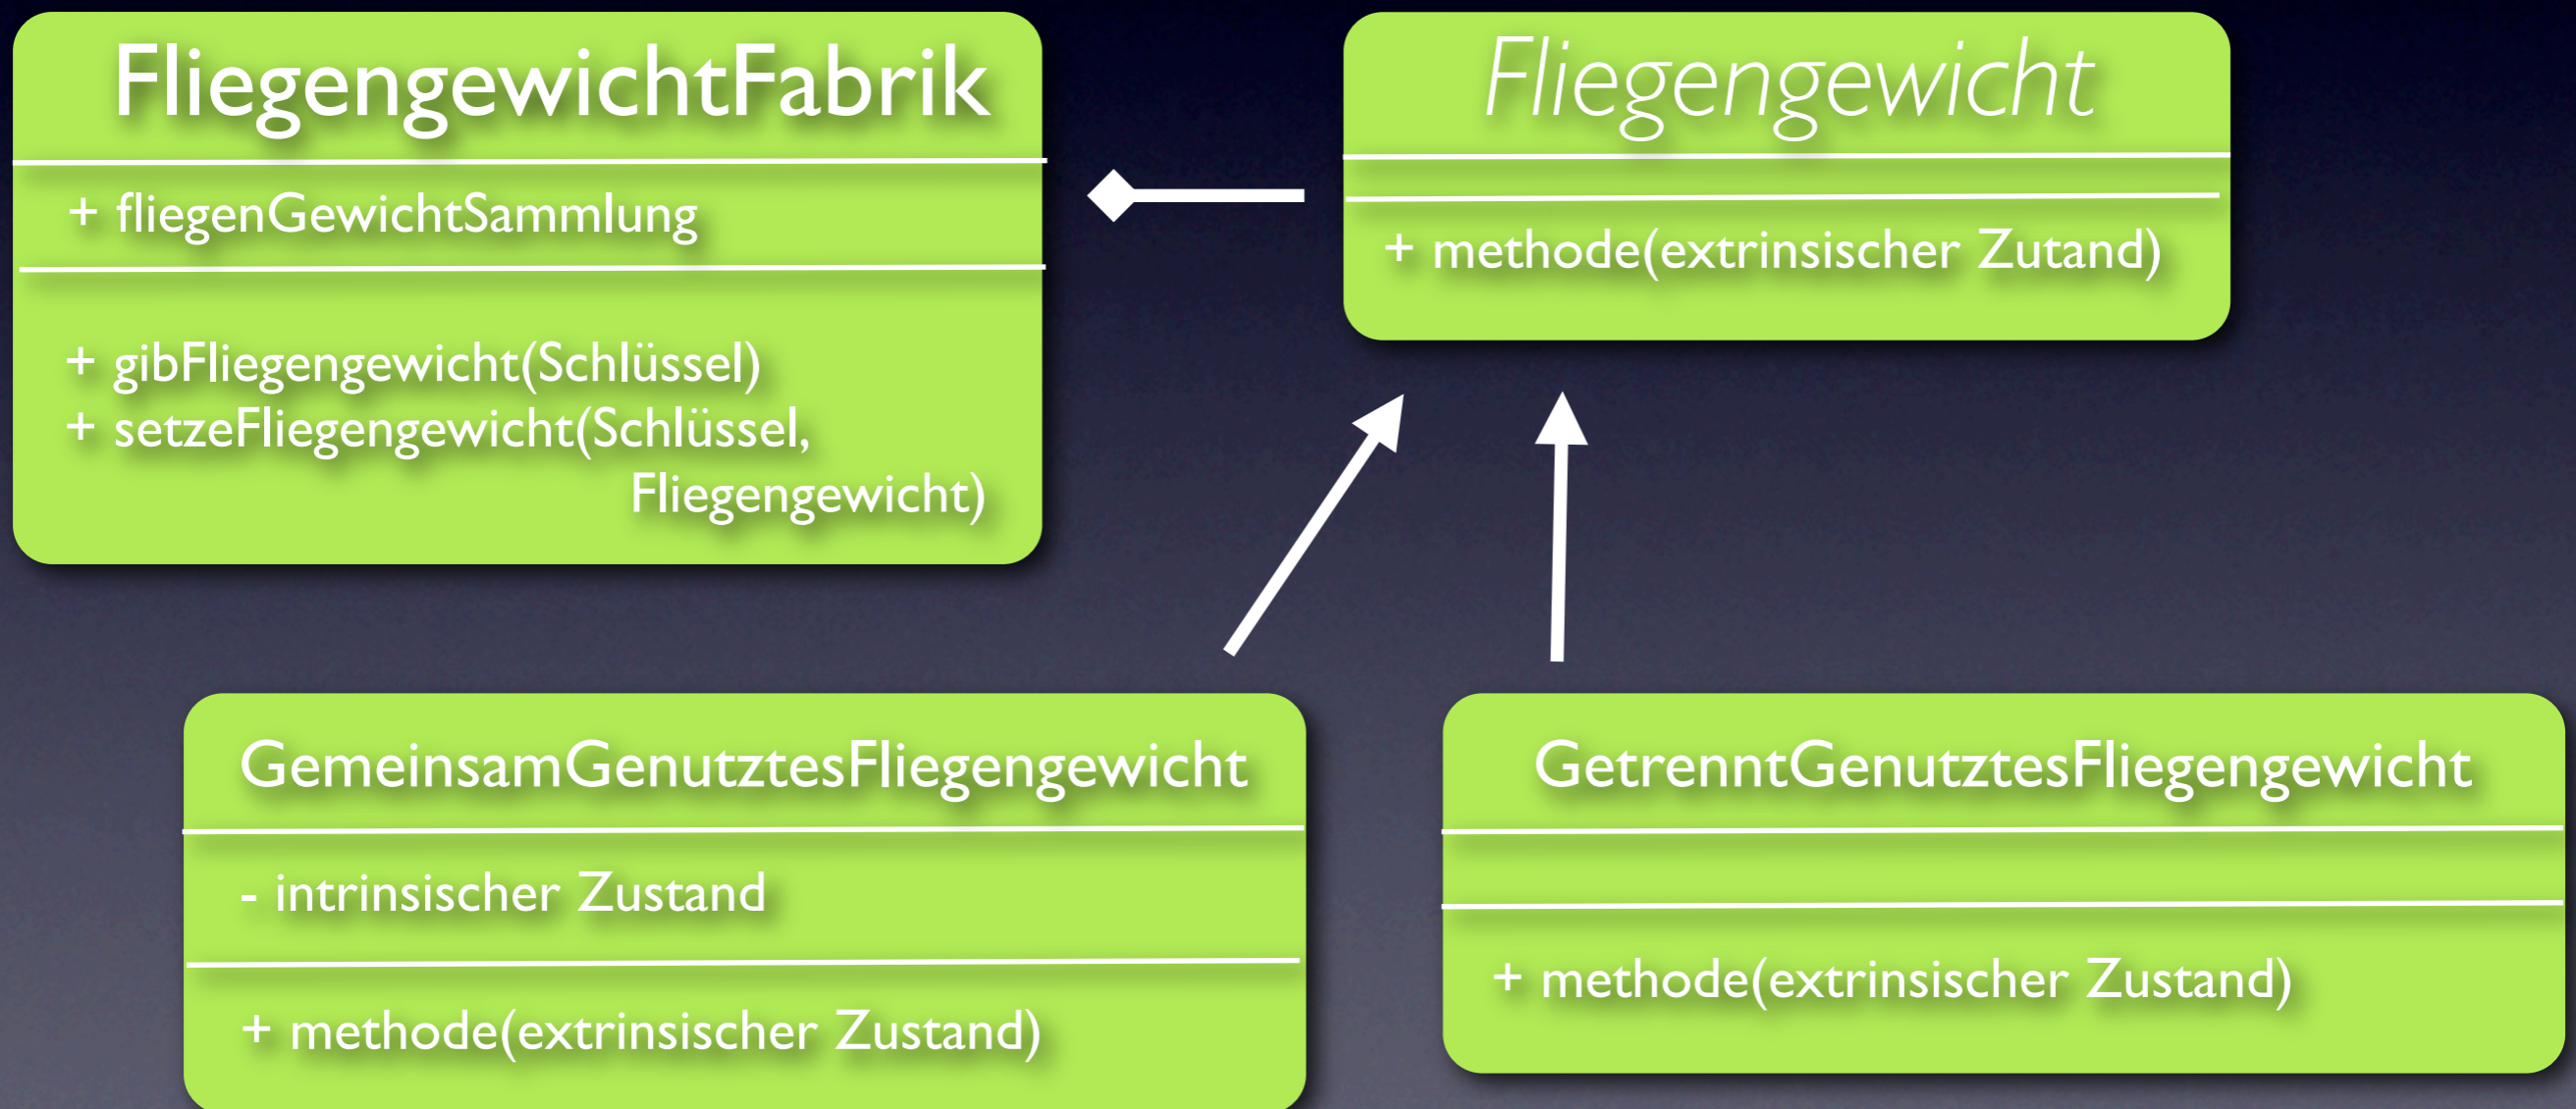 FliegengewichtFabrik
+ fliegenGewichtSammlung
+ gibFliegengewicht(Schlüssel)
+ setzeFliegengewicht(Schlüssel,
Fliegengewicht)
Fliegengewicht
+ methode(extrinsischer Zutand)
GemeinsamGenutztesFliegengewicht
- intrinsischer Zustand
+ methode(extrinsischer Zustand)
GetrenntGenutztesFliegengewicht
+ methode(extrinsischer Zustand)